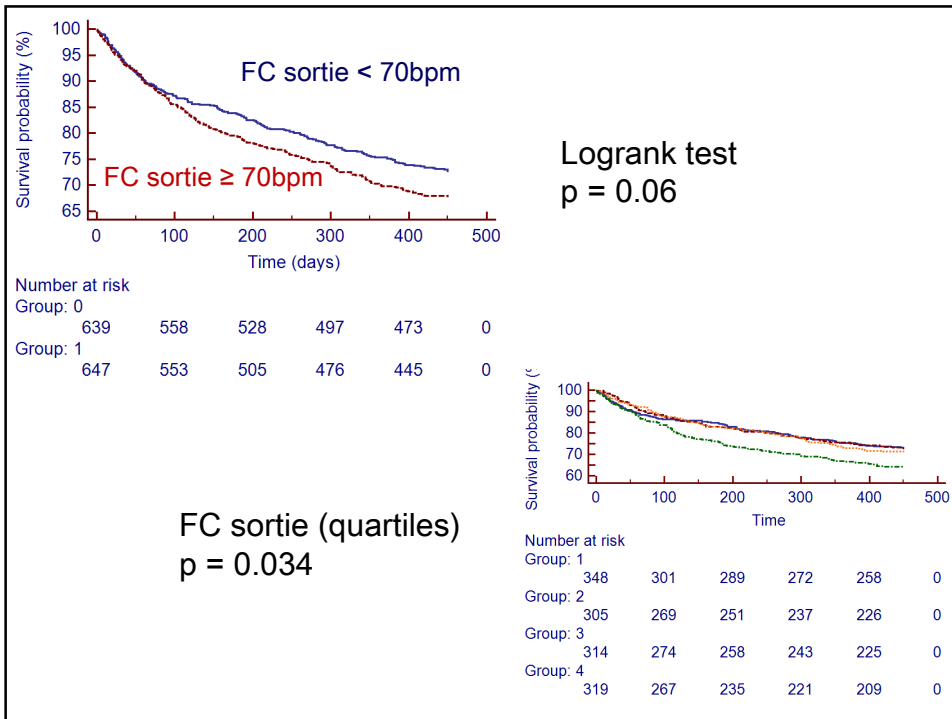 Survival probability (%)
100
95
90
85
80
75
70
65
FC sortie < 70bpm
FC sortie ≥ 70bpm
0 100 200 300 400 500
Time (days)
Number at risk
Group: 0
639 558 528 497 473 0
Group: 1
647 553 505 476 445 0
Logrank test
p = 0.06
FC sortie (quartiles)
p = 0.034
Survival probability
100
90
80
70
60
0 100 200 300 400 500
Time
Number at risk
Group: 1
348 301 289 272 258 0
Group: 2
305 269 251 237 226 0
Group: 3
314 274 258 243 225 0
Group: 4
319 267 235 221 209 0